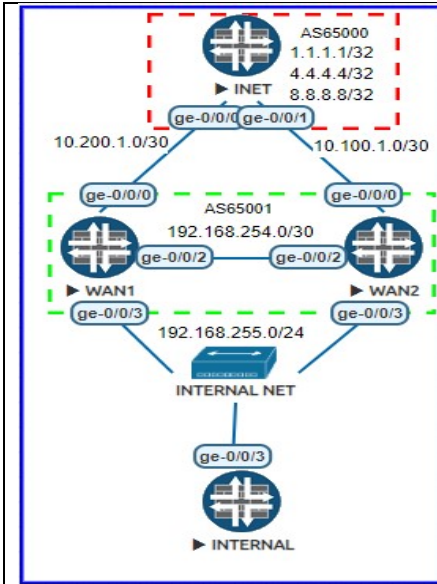 AS65000
1.1.1.1/32
4.4.4.4/32
8.8.8.8/32
▶ INET
ge-0/0/0 ge-0/0/1
10.200.1.0/30 10.100.1.0/30
ge-0/0/0 ge-0/0/0
AS65001
192.168.254.0/30
ge-0/0/2 ge-0/0/2
▶ WAN1 ▶ WAN2
ge-0/0/3 ge-0/0/3
192.168.255.0/24
INTERNAL NET
ge-0/0/3
▶ INTERNAL